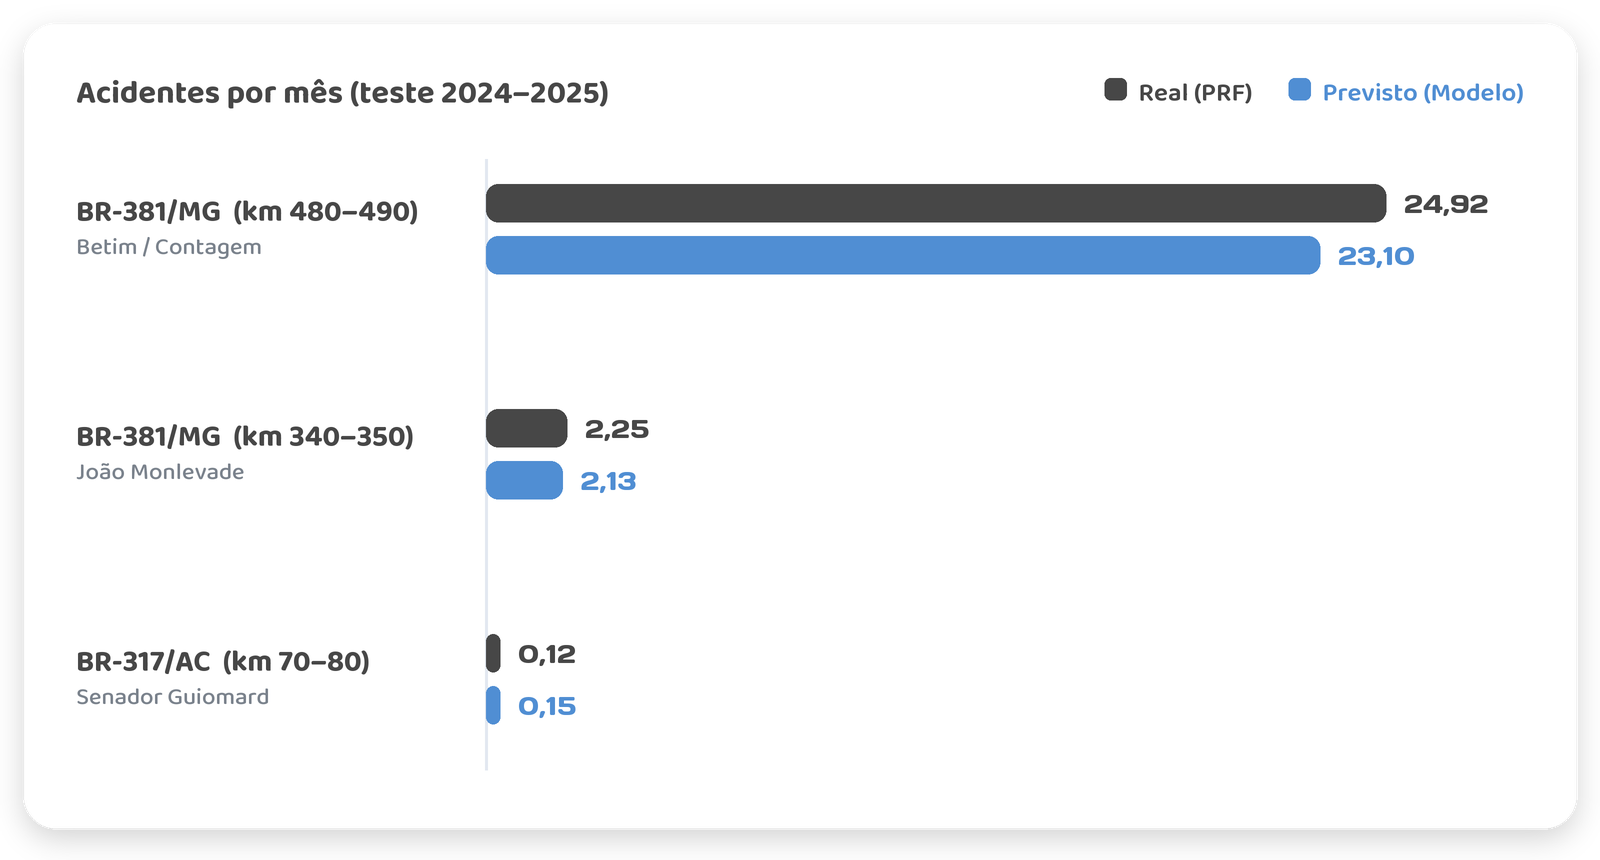 Acidentes por mês (teste 2024–2025)
Real (PRF)
Previsto (Modelo)
BR-381/MG (km 480–490)
Betim / Contagem
24,92
23,10
BR-381/MG (km 340–350)
João Monlevade
2,25
2,13
BR-317/AC (km 70–80)
Senador Guiomard
0,12
0,15